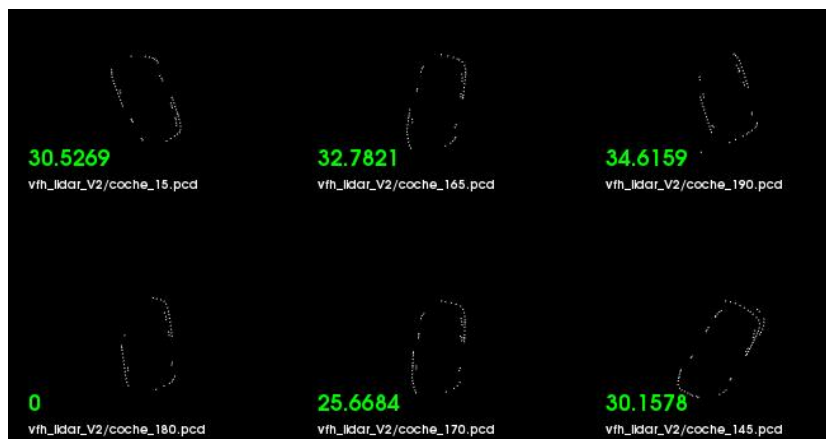 30.5269
vfh_lidar_V2/coche_15.pcd
32.7821
vfh_lidar_V2/coche_165.pcd
34.6159
vfh_lidar_V2/coche_190.pcd
0
vfh_lidar_V2/coche_180.pcd
25.6684
vfh_lidar_V2/coche_170.pcd
30.1578
vfh_lidar_V2/coche_145.pcd